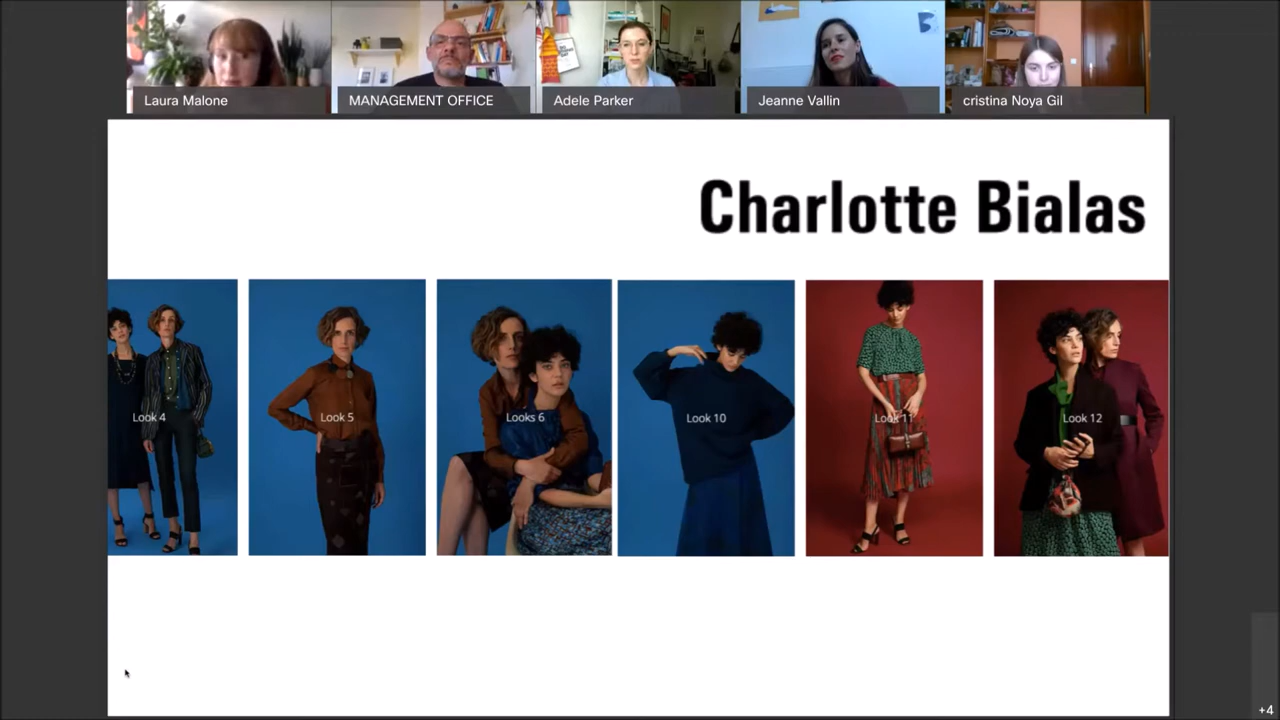 Laura Malone
MANAGEMENT OFFICE
Adele Parker
Jeanne Vallin
cristina Noya Gil
Charlotte Bialas
Look 4
Look 5
Looks 6
Look 10
Look 11
Look 12
+4